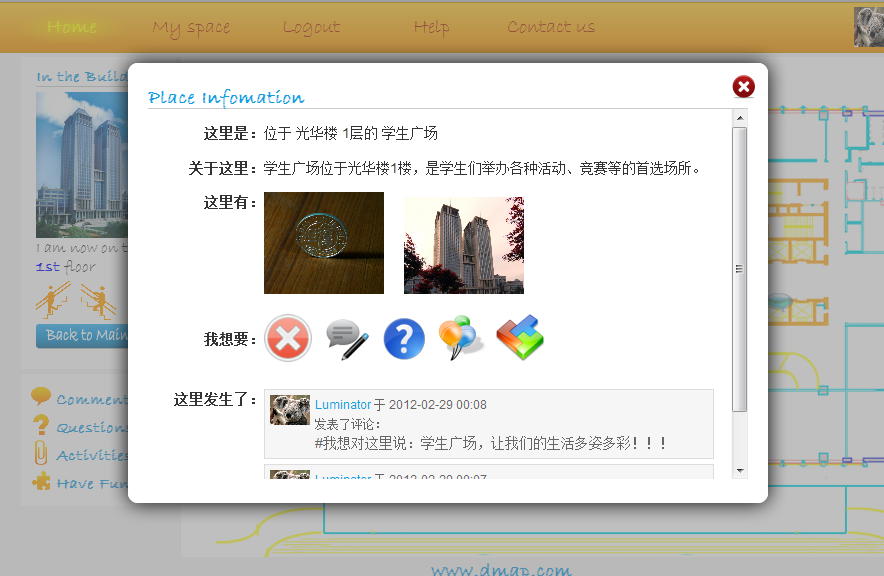 Home My space Logout Help Contact us
In the Build
I am now on t
1st floor
Back to Main
Comment
Questions
Activities
Have Fun
Place Infomation
这里是：位于 光华楼 1层的 学生广场
关于这里：学生广场位于光华楼1楼，是学生们举办各种活动、竞赛等的首选场所。
这里有：
我想要：
这里发生了：
Luminator 于 2012-02-29 00:08
发表了评论：
#我想对这里说：学生广场，让我们的生活多姿多彩！！！
Luminator 于 2012-02-29 00:07
www.dmap.com